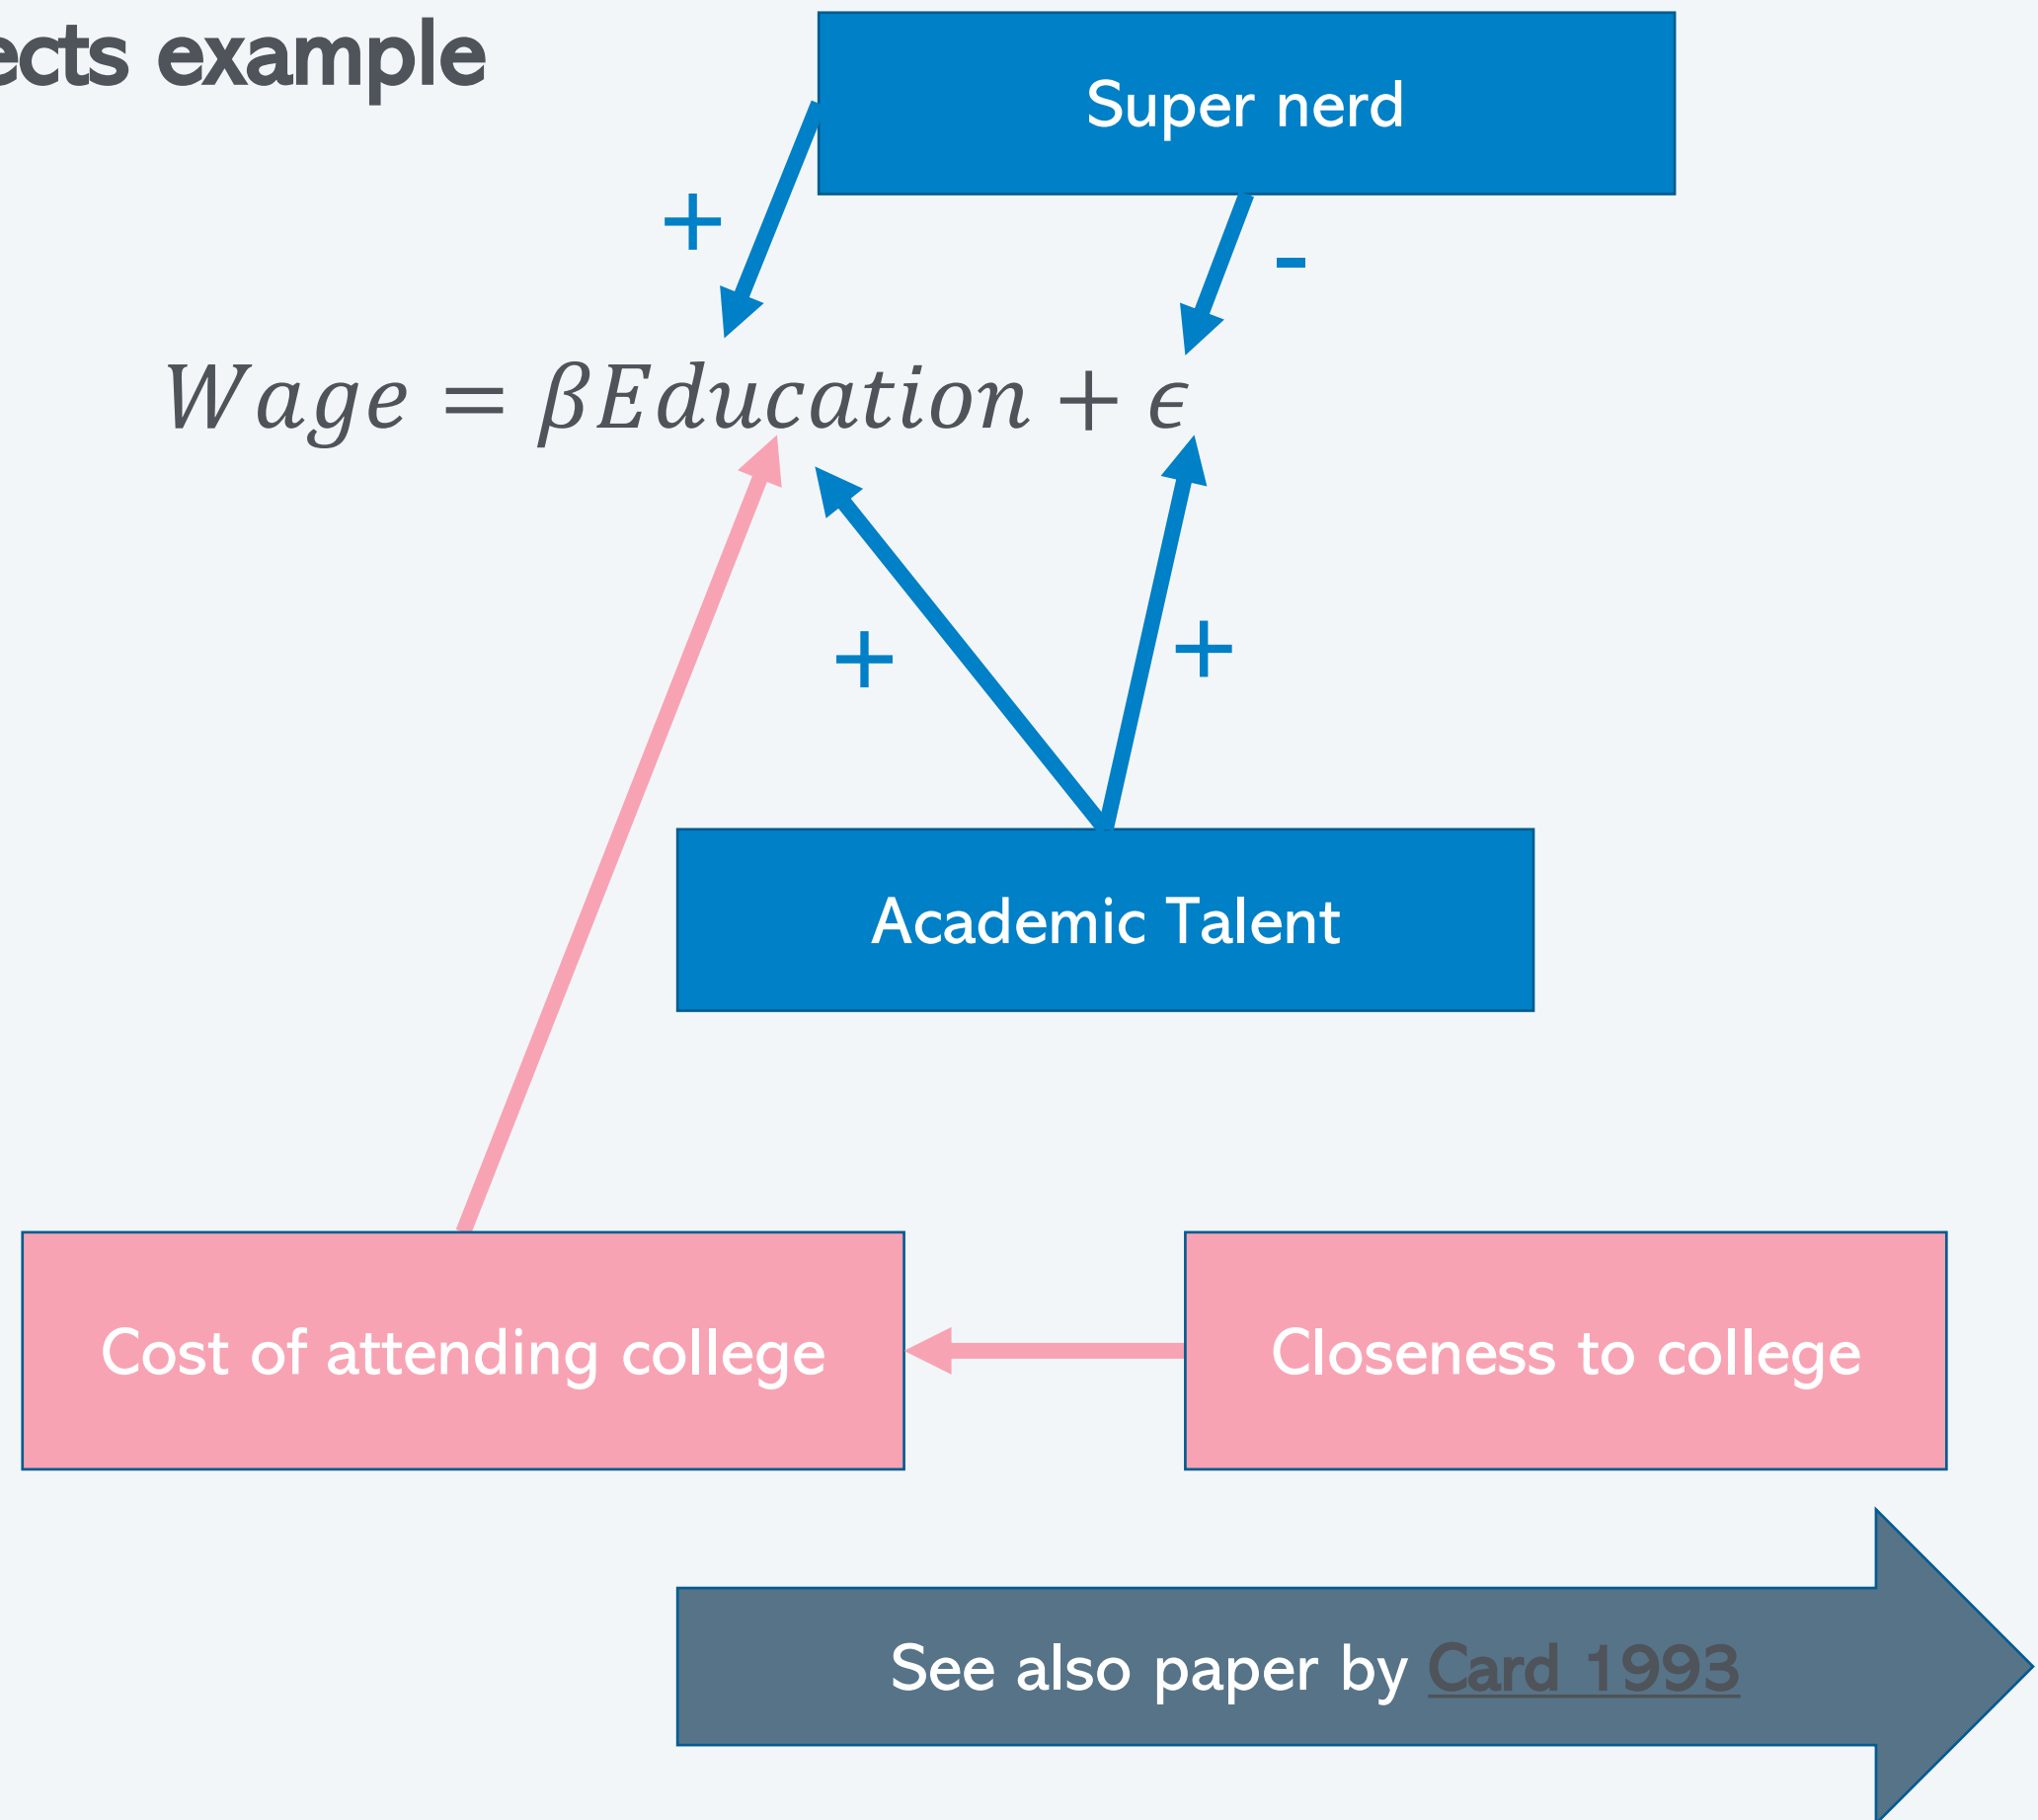 ects example
Super nerd
+
-
Wage = βEducation + ϵ
+
+
Academic Talent
Cost of attending college
Closeness to college
See also paper by Card 1993